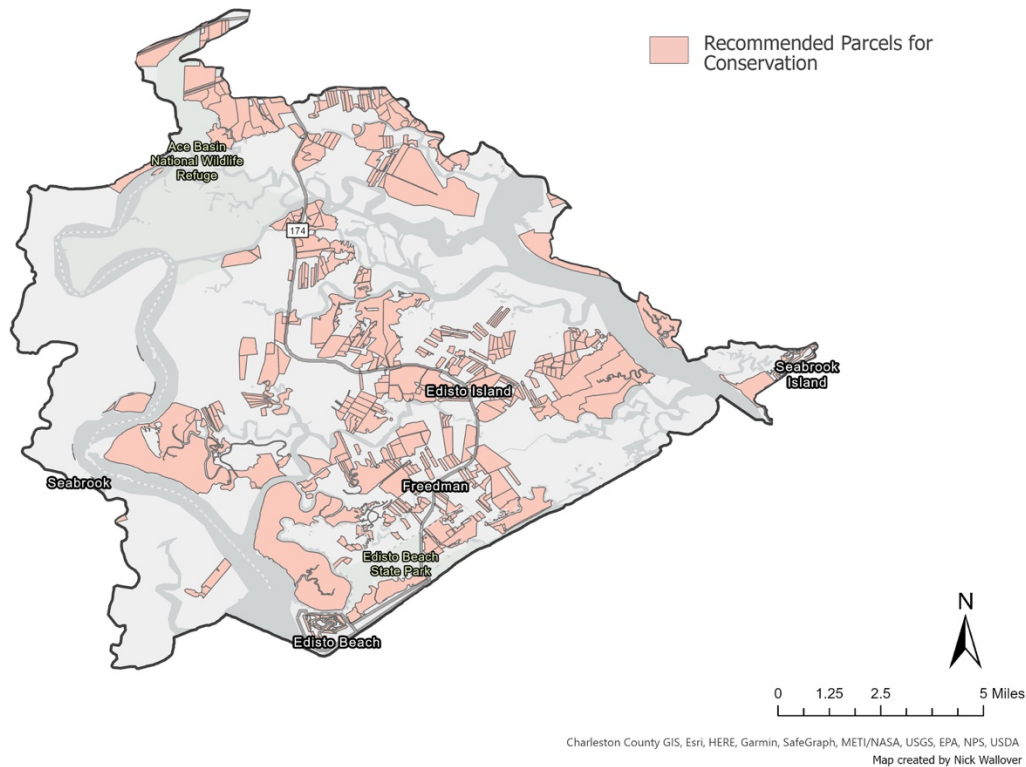 Recommended Parcels for
Conservation
Ace Basin
National Wildlife
Refuge
174
Edisto Island
Seabrook
Island
Seabrook
Freedman
Edisto Beach
State Park
Edisto Beach
N
0 1.25 2.5 5 Miles
Charleston County GIS, Esri, HERE, Garmin, SafeGraph, METI/NASA, USGS, EPA, NPS, USDA
Map created by Nick Wallover